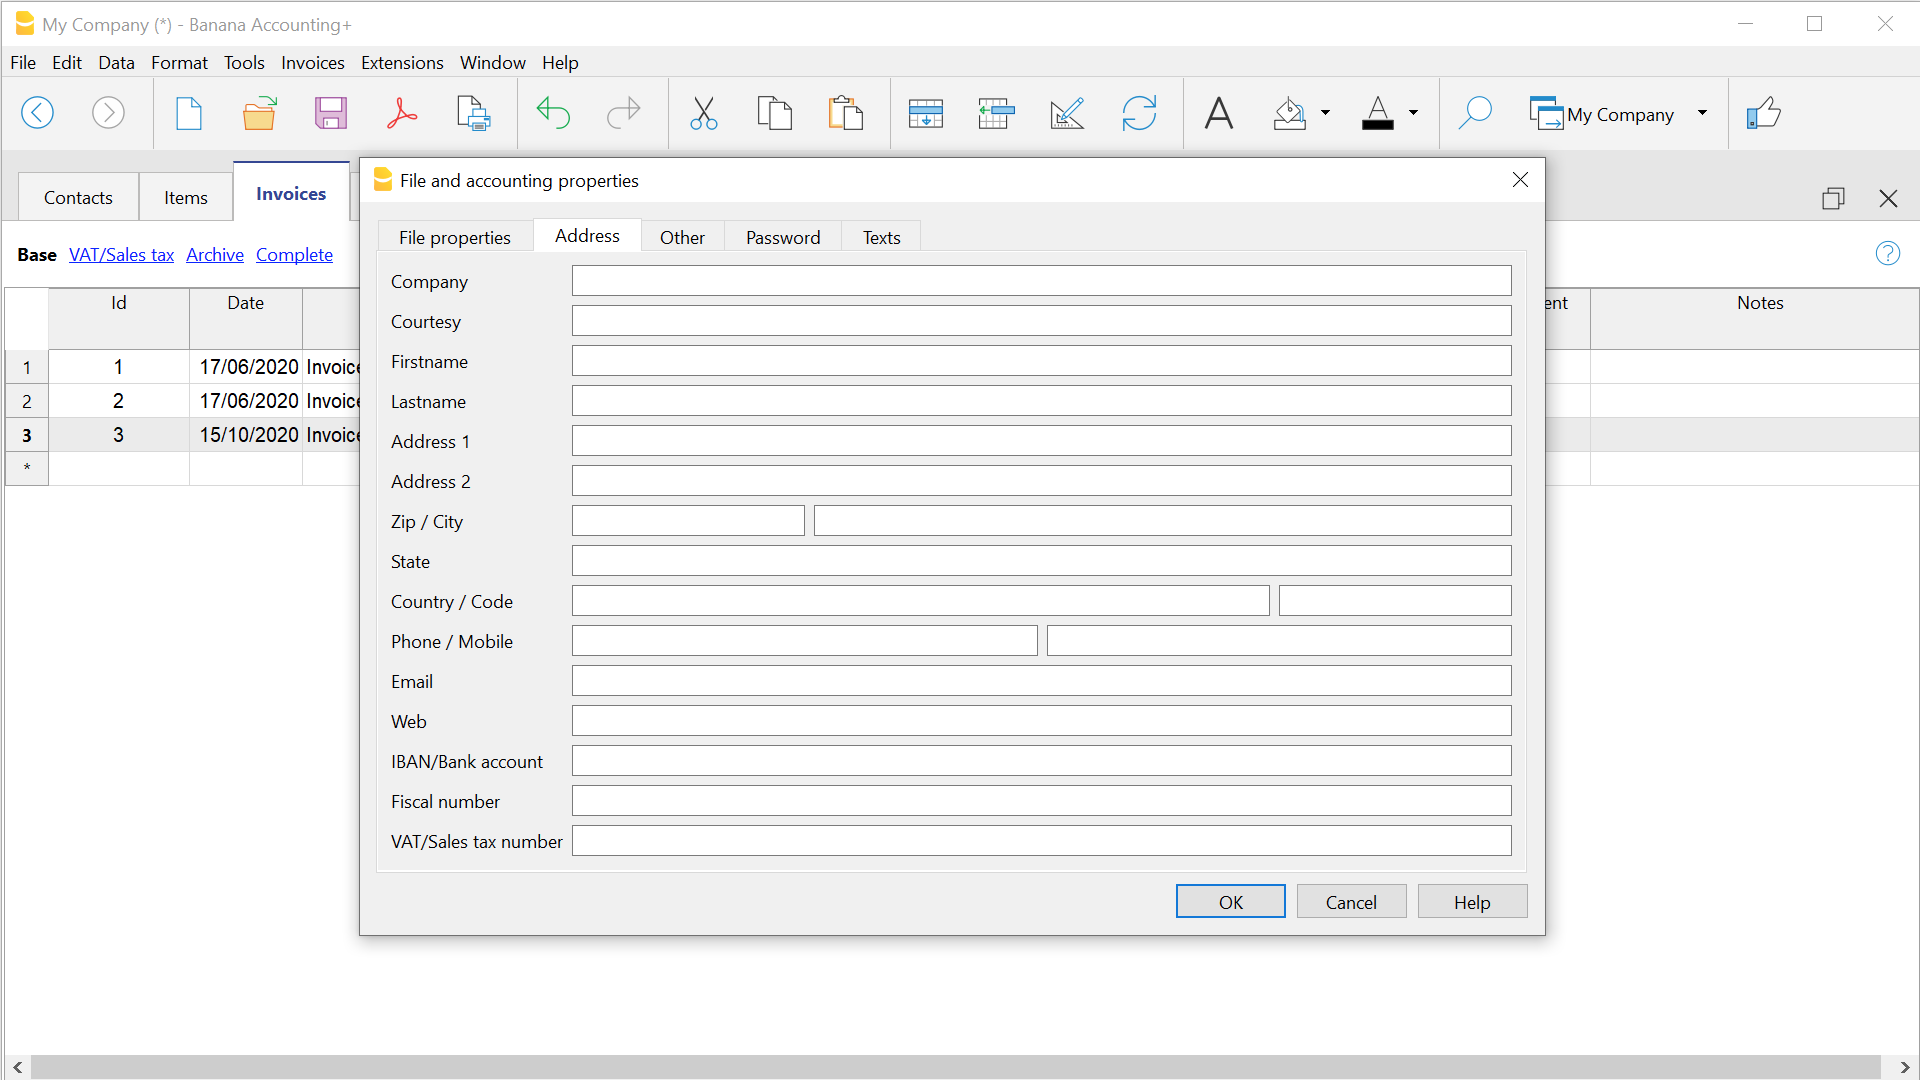 My Company (*) - Banana Accounting+
File Edit Data Format Tools Invoices Extensions Window Help
My Company
Contacts Items Invoices
Base VAT/Sales tax Archive Complete
Id Date ent Notes
1 1 17/06/2020 Invoice
2 2 17/06/2020 Invoice
3 3 15/10/2020 Invoice
*
File and accounting properties
File properties Address Other Password Texts
Company
Courtesy
Firstname
Lastname
Address 1
Address 2
Zip / City
State
Country / Code
Phone / Mobile
Email
Web
IBAN/Bank account
Fiscal number
VAT/Sales tax number
OK Cancel Help